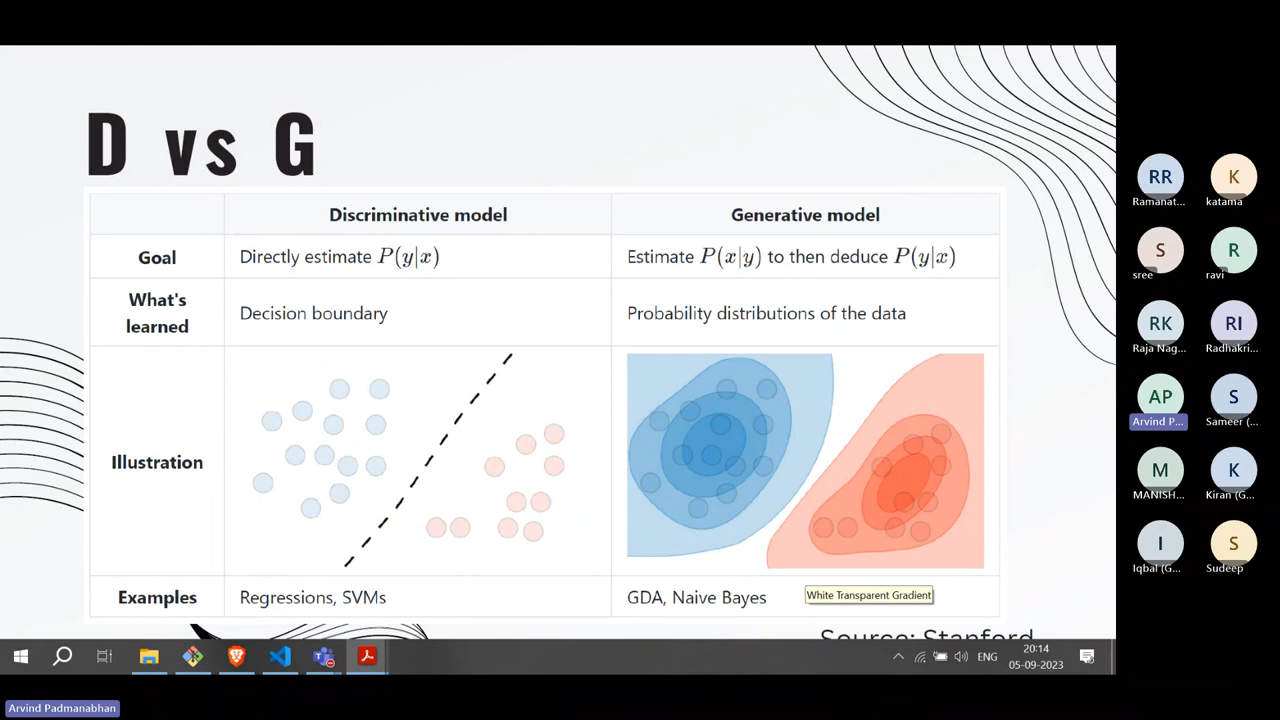 D vs G
Discriminative model
Generative model
Goal
Directly estimate P(y|x)
Estimate P(x|y) to then deduce P(y|x)
What's
learned
Decision boundary
Probability distributions of the data
Illustration
Examples
Regressions, SVMs
GDA, Naive Bayes
White Transparent Gradient
Source: Stanford
RR
Ramanat...
K
katama
S
sree
R
ravi
RK
Raja Nag...
RI
Radhakri...
AP
Arvind P...
S
Sameer (...
M
MANISH...
K
Kiran (G...
I
Iqbal (G...
S
Sudeep
ENG
20:14
05-09-2023
Arvind Padmanabhan